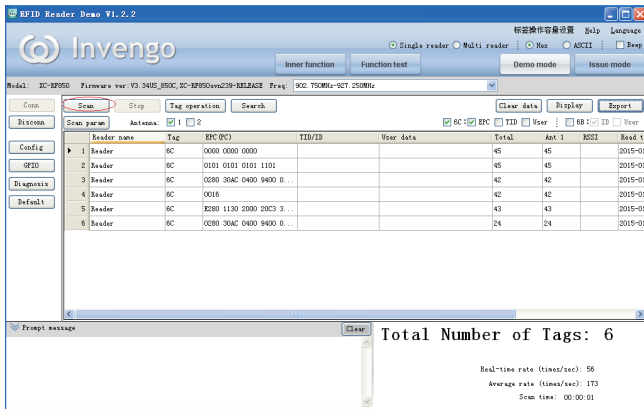 RFID Reader Demo V1.2.2
标签操作容量设置 Help Language
Invengo
Single reader Multi reader Hex ASCII Beep
Inner function Function test Demo mode Issue mode
Model: XC-RF850 Firmware ver:V3.34US_850C,XC-RF850svn239-RELEASE Freq: 902.750MHz-927.250MHz
Conn Scan Stop Tag operation Search Clear data Display Export
Disconn Scan param Antenna: 1 2 6C: EPC TID User 6B: ID User
Reader name Tag EPC(PC) TID/ID User data Total Ant 1 RSSI Read t
Config 1 Reader 6C 0000 0000 0000 45 45 2015-01
GPIO 2 Reader 6C 0101 0101 0101 1101 45 45 2015-01
Diagnosis 3 Reader 6C 0280 30AC 0400 9400 0... 42 42 2015-01
Default 4 Reader 6C 0016 42 42 2015-01
5 Reader 6C E280 1130 2000 20C3 3... 43 43 2015-01
6 Reader 6C 0280 30AC 0400 9400 0... 24 24 2015-01
Prompt message Clear
Total Number of Tags: 6
Real-time rate (times/sec): 56
Average rate (times/sec): 173
Scan time: 00:00:01